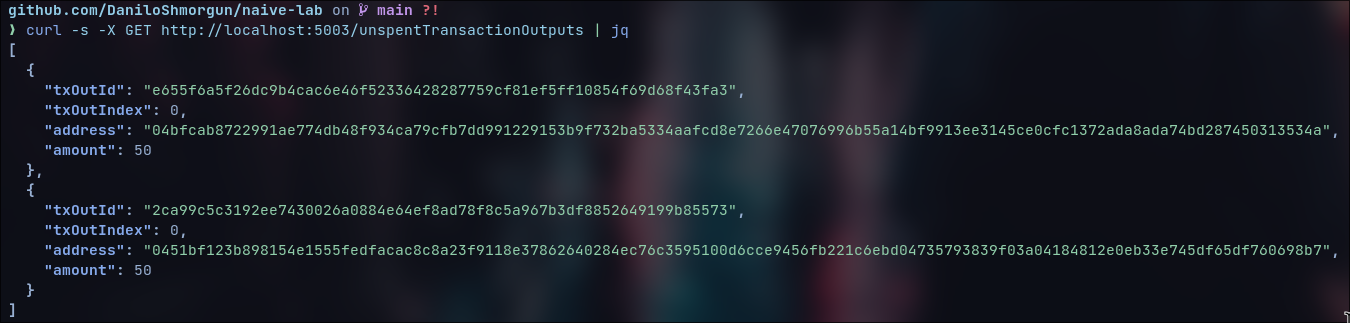 github.com/DaniloShmorgun/naive-lab on main ?!
❯ curl -s -X GET http://localhost:5003/unspentTransactionOutputs | jq
[
  {
    "txOutId": "e655f6a5f26dc9b4cac6e46f52336428287759cf81ef5ff10854f69d68f43fa3",
    "txOutIndex": 0,
    "address": "04bfcab8722991ae774db48f934ca79cfb7dd991229153b9f732ba5334aafcd8e7266e47076996b55a14bf9913ee3145ce0cfc1372ada8ada74bd287450313534a",
    "amount": 50
  },
  {
    "txOutId": "2ca99c5c3192ee7430026a0884e64ef8ad78f8c5a967b3df8852649199b85573",
    "txOutIndex": 0,
    "address": "0451bf123b898154e1555fedfacac8c8a23f9118e37862640284ec76c3595100d6cce9456fb221c6ebd04735793839f03a04184812e0eb33e745df65df760698b7",
    "amount": 50
  }
]